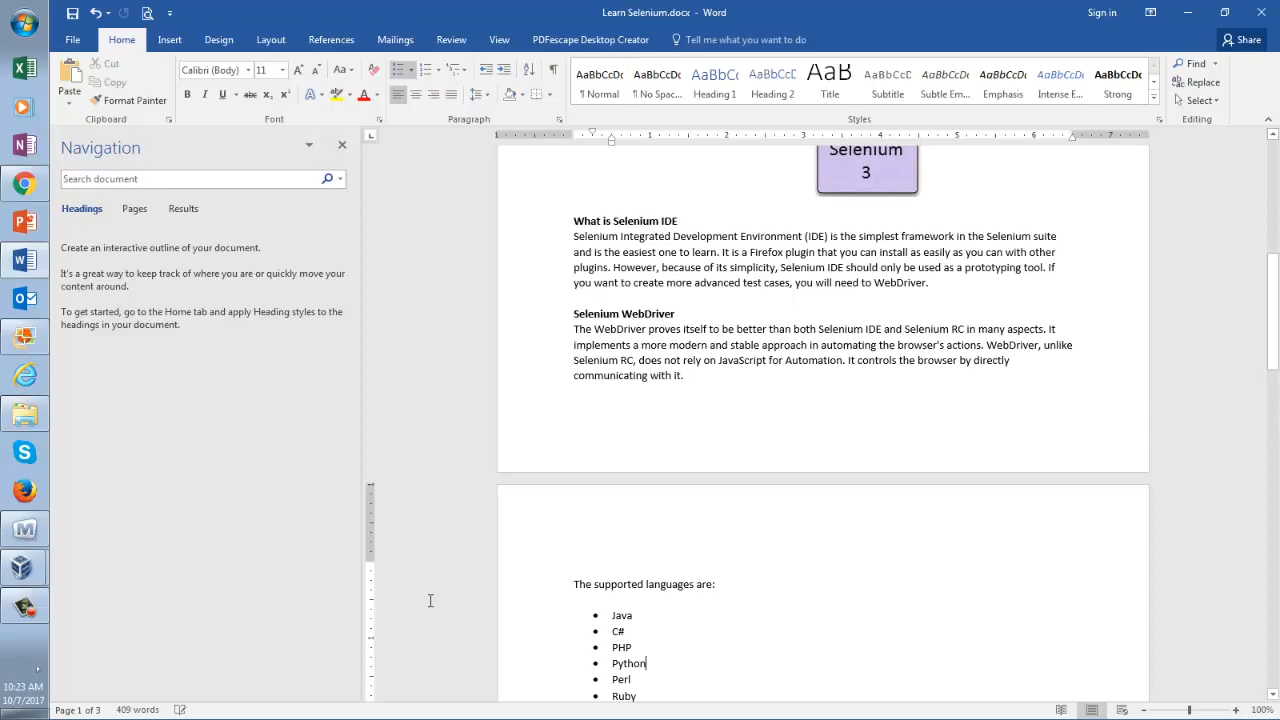 Learn Selenium.docx - Word
Sign in
File Home Insert Design Layout References Mailings Review View PDFescape Desktop Creator Tell me what you want to do Share
Paste
Cut
Copy
Format Painter
Clipboard
Calibri (Body) 11
Font
Paragraph
AaBbCcDc AaBbCcDc AaBbC AaBbCcC AaB AaBbCcD AaBbCcDc AaBbCcDc AaBbCcDc AaBbCcDc
¶ Normal ¶ No Spac... Heading 1 Heading 2 Title Subtitle Subtle Em... Emphasis Intense E... Strong
Styles
Find
Replace
Select
Editing
Navigation
Search document
Headings Pages Results
Create an interactive outline of your document.
It's a great way to keep track of where you are or quickly move your
content around.
To get started, go to the Home tab and apply Heading styles to the
headings in your document.
1 1 2 3 4 5 6 7
Selenium
3
What is Selenium IDE
Selenium Integrated Development Environment (IDE) is the simplest framework in the Selenium suite
and is the easiest one to learn. It is a Firefox plugin that you can install as easily as you can with other
plugins. However, because of its simplicity, Selenium IDE should only be used as a prototyping tool. If
you want to create more advanced test cases, you will need to WebDriver.
Selenium WebDriver
The WebDriver proves itself to be better than both Selenium IDE and Selenium RC in many aspects. It
implements a more modern and stable approach in automating the browser's actions. WebDriver, unlike
Selenium RC, does not rely on JavaScript for Automation. It controls the browser by directly
communicating with it.
The supported languages are:
• Java
• C#
• PHP
• Python
• Perl
• Ruby
10:23 AM
10/7/2017
Page 1 of 3 409 words
100%